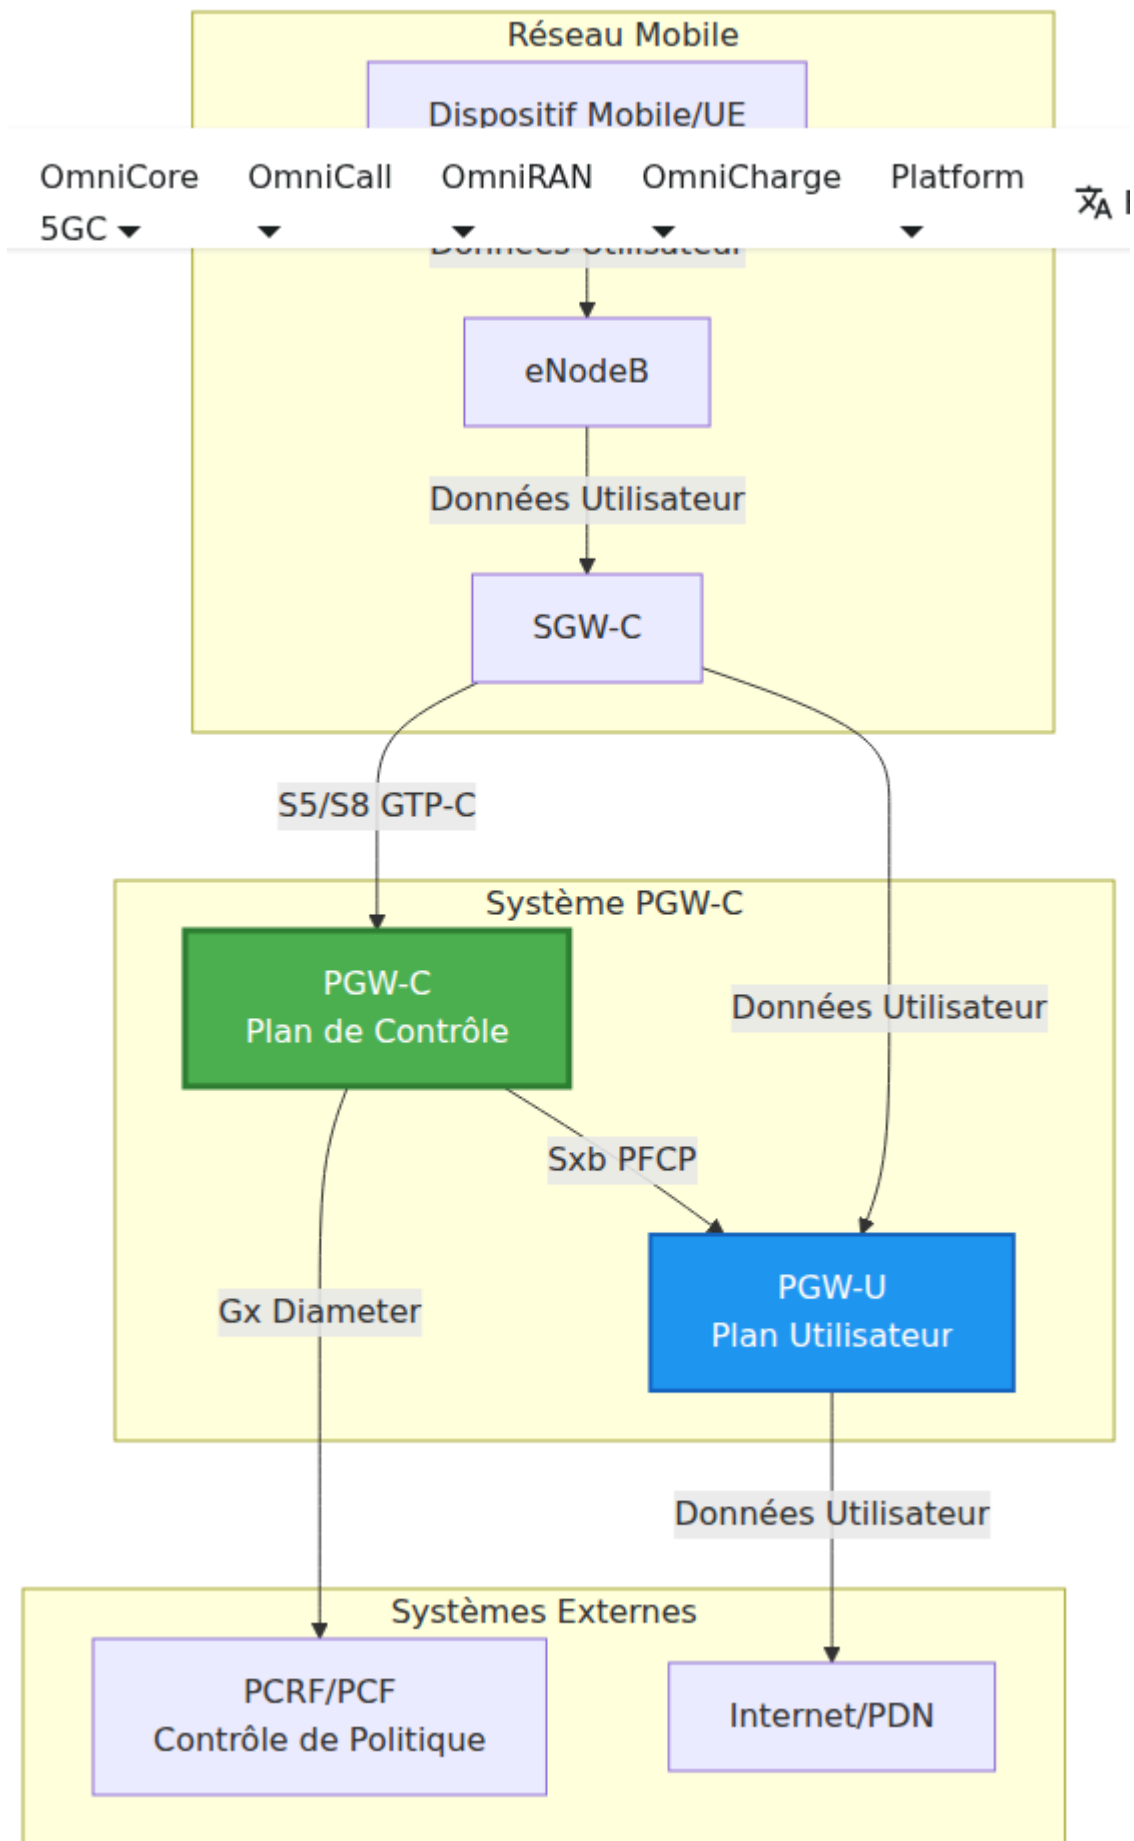 Réseau Mobile
Dispositif Mobile/UE
OmniCore
5GC
OmniCall
OmniRAN
OmniCharge
Platform
Données Utilisateur
eNodeB
Données Utilisateur
SGW-C
S5/S8 GTP-C
Système PGW-C
PGW-C
Plan de Contrôle
Données Utilisateur
Sxb PFCP
PGW-U
Plan Utilisateur
Gx Diameter
Données Utilisateur
Systèmes Externes
PCRF/PCF
Contrôle de Politique
Internet/PDN